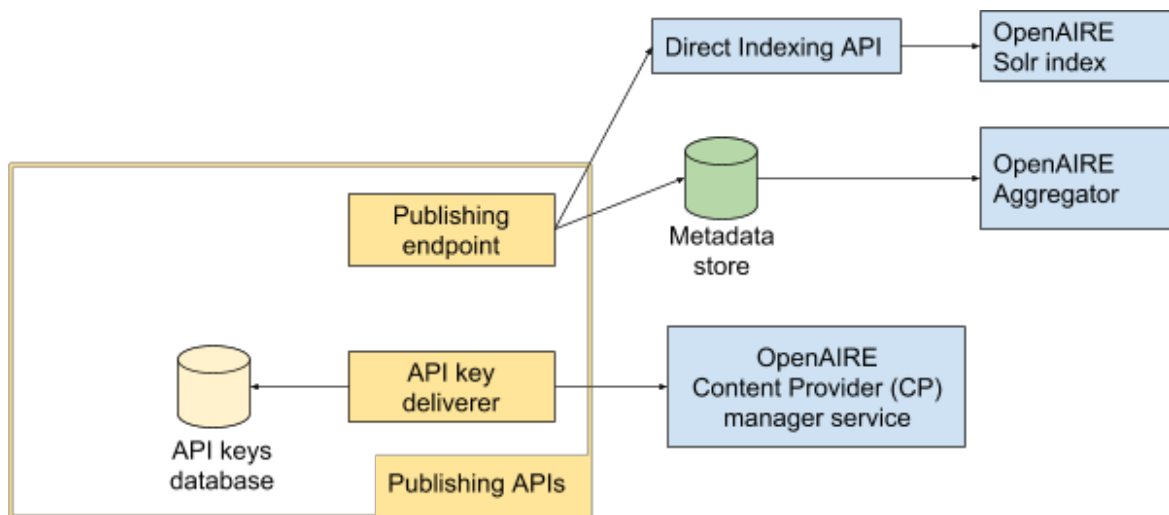 Direct Indexing API
OpenAIRE
Solr index
OpenAIRE
Aggregator
Publishing
endpoint
Metadata
store
API key
deliverer
OpenAIRE
Content Provider (CP)
manager service
API keys
database
Publishing APIs